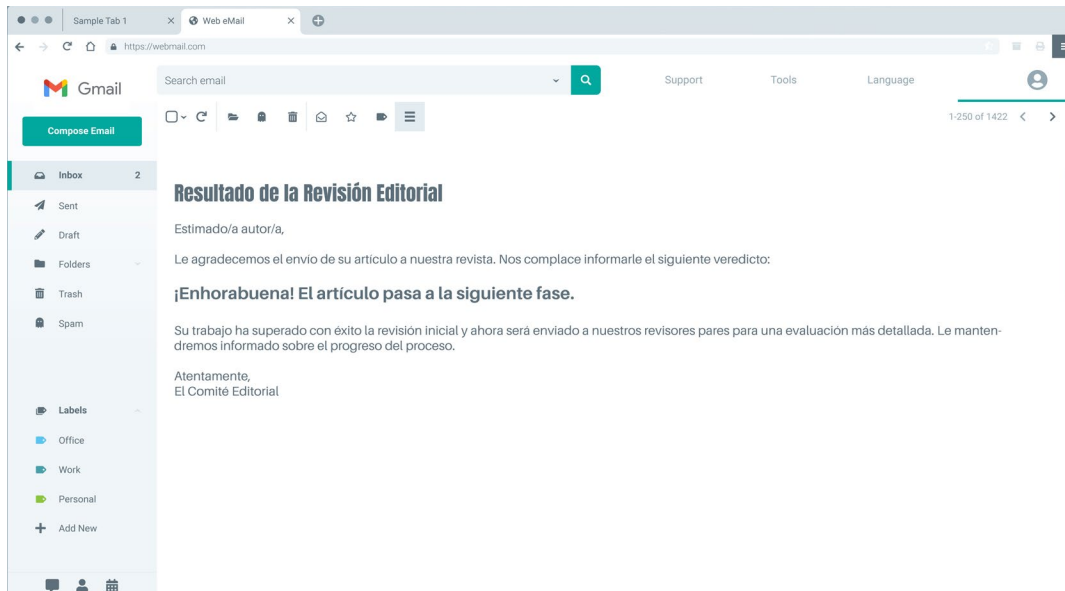 Sample Tab 1
Web eMail
https://webmail.com
Gmail
Search email
Support
Tools
Language
Compose Email
1-250 of 1422
Inbox 2
Sent
Draft
Folders
Trash
Spam
Labels
Office
Work
Personal
Add New
Resultado de la Revisión Editorial
Estimado/a autor/a,
Le agradecemos el envío de su artículo a nuestra revista. Nos complace informarle el siguiente veredicto:
¡Enhorabuena! El artículo pasa a la siguiente fase.
Su trabajo ha superado con éxito la revisión inicial y ahora será enviado a nuestros revisores pares para una evaluación más detallada. Le manten-
dremos informado sobre el progreso del proceso.
Atentamente,
El Comité Editorial